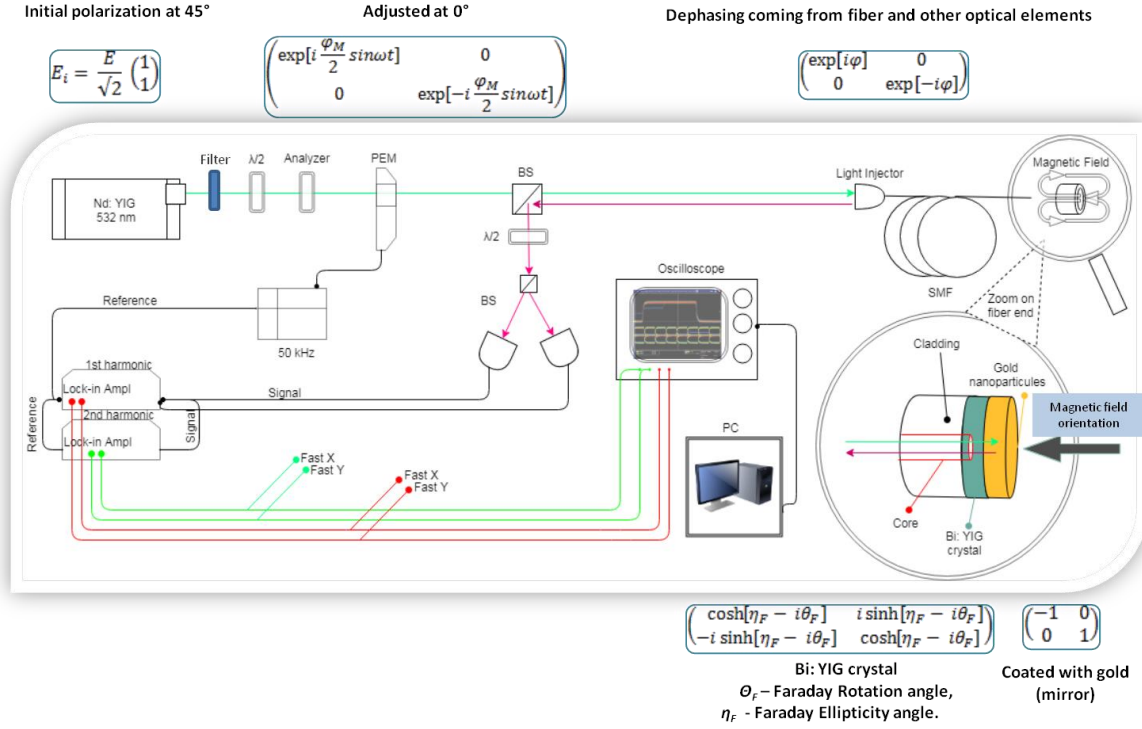 Initial polarization at 45°
Adjusted at 0°
Dephasing coming from fiber and other optical elements
E_i = E/√2 (1 1)
(exp[i φ_M/2 sinωt] 0
0 exp[−i φ_M/2 sinωt])
(exp[iφ] 0
0 exp[−iφ])
Filter
λ/2
Analyzer
PEM
BS
Light Injector
Magnetic Field
Nd: YIG
532 nm
λ/2
BS
Reference
50 kHz
Oscilloscope
SMF
Zoom on
fiber end
1st harmonic
Lock-in Ampl
Signal
2nd harmonic
Lock-in Ampl
Reference
Signal
Fast X
Fast Y
Fast X
Fast Y
PC
Cladding
Gold
nanoparticules
Magnetic field
orientation
Core
Bi: YIG
crystal
(cosh[η_F − iθ_F] i sinh[η_F − iθ_F]
−i sinh[η_F − iθ_F] cosh[η_F − iθ_F])
(−1 0
0 1)
Bi: YIG crystal
Θ_F – Faraday Rotation angle,
η_F - Faraday Ellipticity angle.
Coated with gold
(mirror)